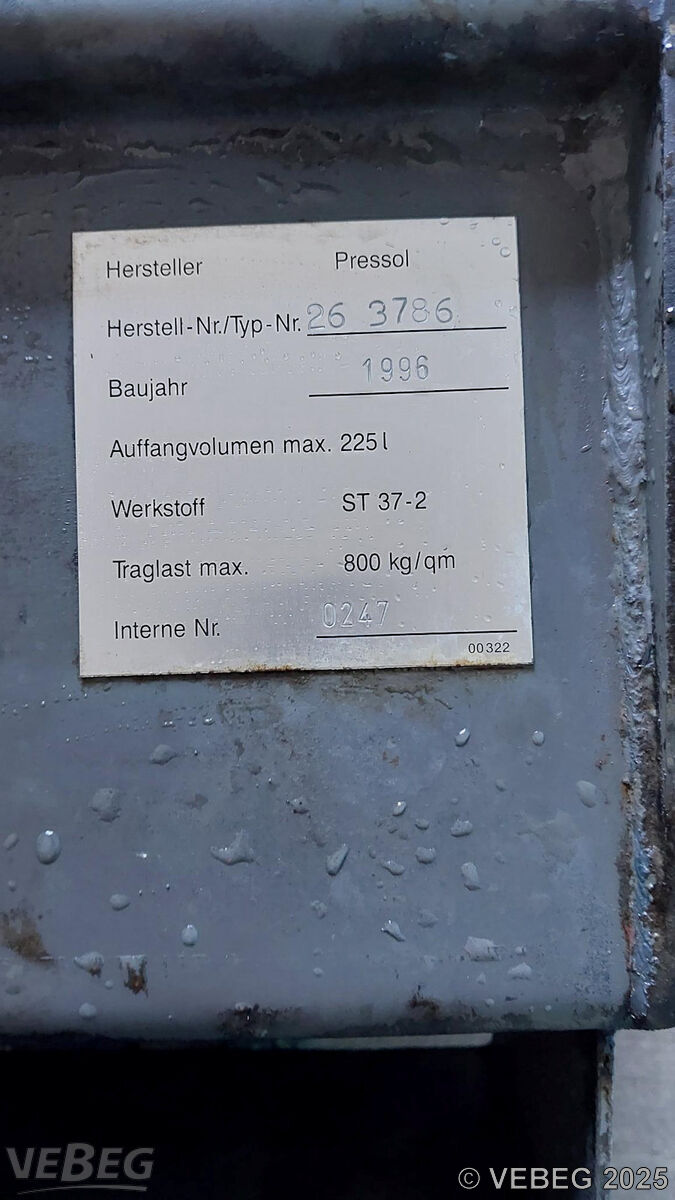 Hersteller Pressol
Herstell-Nr./Typ-Nr. 26 3786
Baujahr 1996
Auffangvolumen max. 225 l
Werkstoff ST 37-2
Traglast max. 800 kg/qm
Interne Nr. 0247
00322
VEBEG
© VEBEG 2025